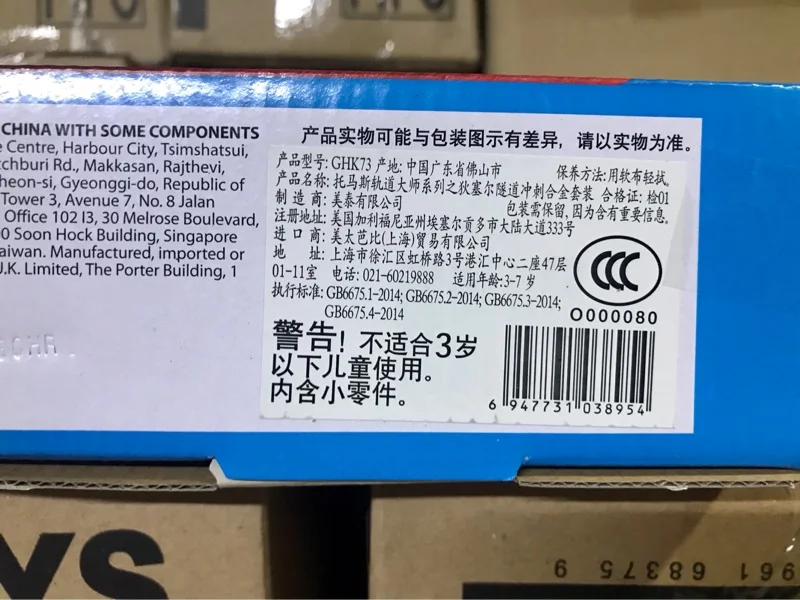 CHINA WITH SOME COMPONENTS
Centre, Harbour City, Tsimshatsui,
tchburi Rd., Makkasan, Rajthevi,
heon-si, Gyeonggi-do, Republic of
Tower 3, Avenue 7, No. 8 Jalan
Office 102 I3, 30 Melrose Boulevard,
0 Soon Hock Building, Singapore
aiwan. Manufactured, imported or
J.K. Limited, The Porter Building, 1
产品实物可能与包装图示有差异，请以实物为准。
产品型号: GHK73 产地: 中国广东省佛山市 保养方法: 用软布轻拭。
产品名称: 托马斯轨道大师系列之狄塞尔隧道冲刺合金套装 合格证: 检01
制 造 商: 美泰有限公司 包装需保留, 因为含有重要信息。
注册地址: 美国加利福尼亚州埃塞尔贡多市大陆大道333号
进 口 商: 美太芭比(上海)贸易有限公司
地 址: 上海市徐汇区虹桥路3号港汇中心二座47层
01-11室 电话: 021-60219888 适用年龄: 3-7 岁
执行标准: GB6675.1-2014; GB6675.2-2014; GB6675.3-2014;
GB6675.4-2014
CCC
O000080
警告! 不适合3岁
以下儿童使用。
内含小零件。
6 947731 038954
YS
961 68375 9